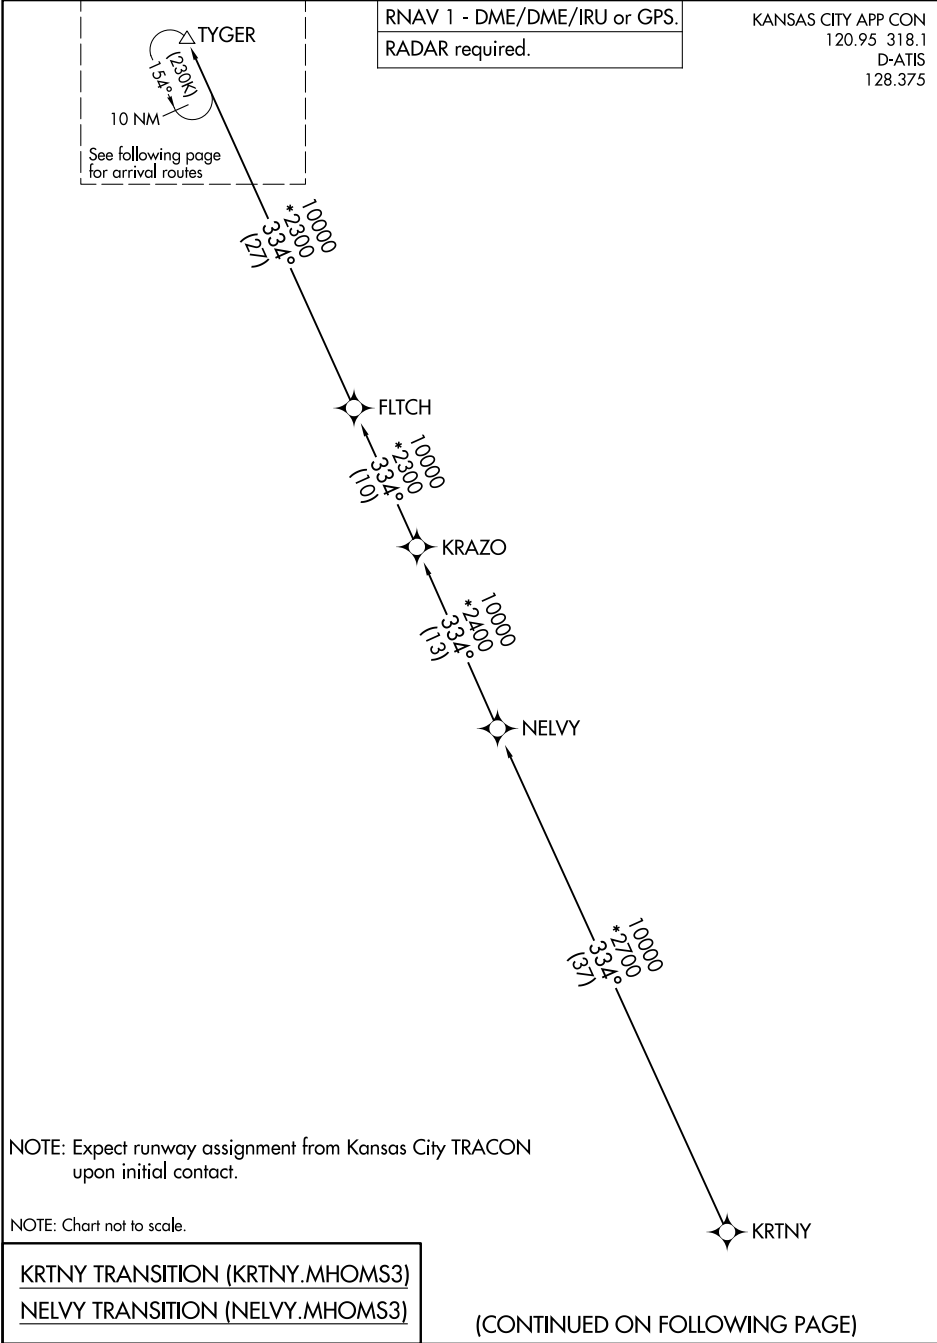 RNAV 1 - DME/DME/IRU or GPS.
RADAR required.
KANSAS CITY APP CON
120.95 318.1
D-ATIS
128.375
TYGER
(230K)
154°
10 NM
See following page
for arrival routes
10000
*2300
334°
(27)
FLTCH
10000
*2300
334°
(10)
KRAZO
10000
*2400
334°
(13)
NELVY
10000
*2700
334°
(37)
NOTE: Expect runway assignment from Kansas City TRACON
upon initial contact.
NOTE: Chart not to scale.
KRTNY
KRTNY TRANSITION (KRTNY.MHOMS3)
NELVY TRANSITION (NELVY.MHOMS3)
(CONTINUED ON FOLLOWING PAGE)